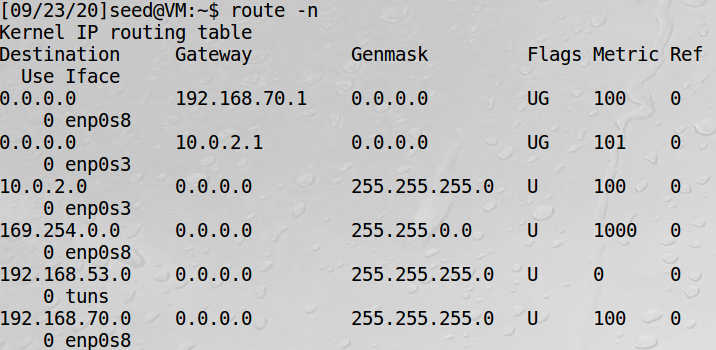 [09/23/20]seed@VM:~$ route -n
Kernel IP routing table
Destination     Gateway         Genmask         Flags Metric Ref
  Use Iface
0.0.0.0         192.168.70.1    0.0.0.0         UG    100    0
    0 enp0s8
0.0.0.0         10.0.2.1        0.0.0.0         UG    101    0
    0 enp0s3
10.0.2.0        0.0.0.0         255.255.255.0   U     100    0
    0 enp0s3
169.254.0.0     0.0.0.0         255.255.0.0     U     1000   0
    0 enp0s8
192.168.53.0    0.0.0.0         255.255.255.0   U     0      0
    0 tuns
192.168.70.0    0.0.0.0         255.255.255.0   U     100    0
    0 enp0s8